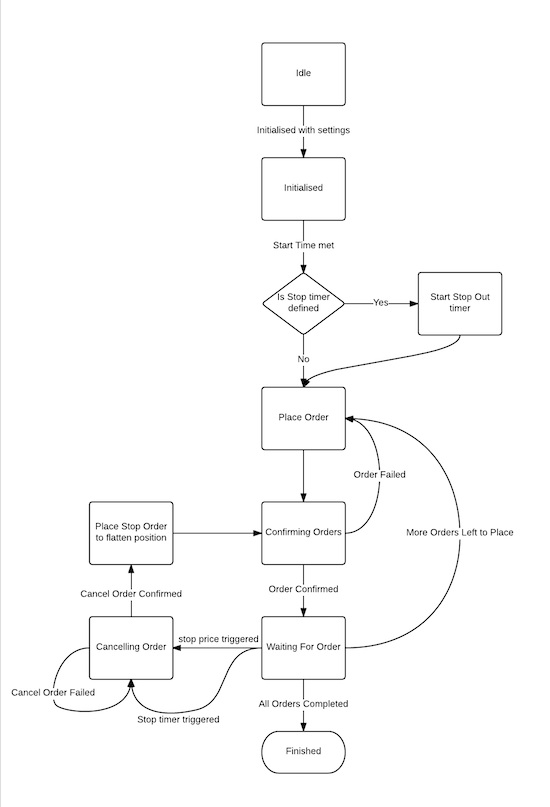 Idle
Initialised with settings
Initialised
Start Time met
Is Stop timer
defined
Yes
Start Stop Out
timer
No
Place Order
Order Failed
Place Stop Order
to flatten position
Confirming Orders
More Orders Left to Place
Cancel Order Confirmed
Order Confirmed
stop price triggered
Cancelling Order
Waiting For Order
Cancel Order Failed
All Orders Completed
Stop timer triggered
Finished